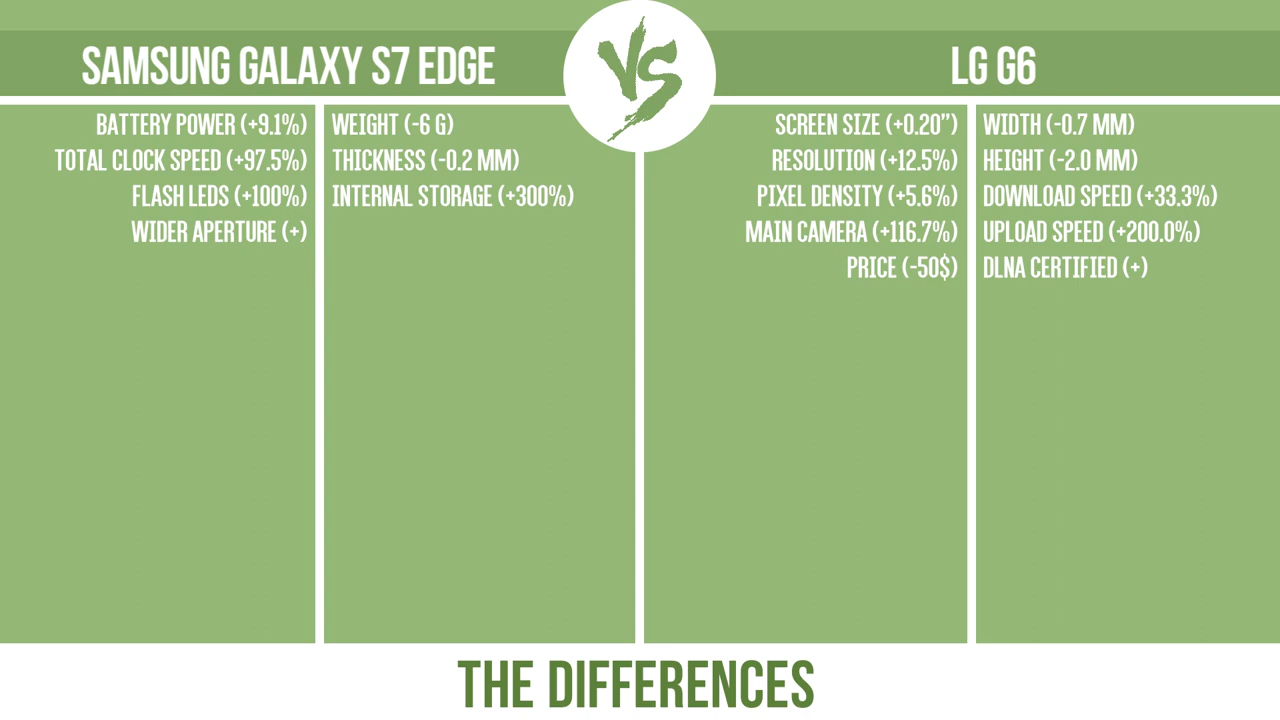 SAMSUNG GALAXY S7 EDGE
VS
LG G6
BATTERY POWER (+9.1%)
TOTAL CLOCK SPEED (+97.5%)
FLASH LEDS (+100%)
WIDER APERTURE (+)
WEIGHT (-6 G)
THICKNESS (-0.2 MM)
INTERNAL STORAGE (+300%)
SCREEN SIZE (+0.20”)
RESOLUTION (+12.5%)
PIXEL DENSITY (+5.6%)
MAIN CAMERA (+116.7%)
PRICE (-50$)
WIDTH (-0.7 MM)
HEIGHT (-2.0 MM)
DOWNLOAD SPEED (+33.3%)
UPLOAD SPEED (+200.0%)
DLNA CERTIFIED (+)
THE DIFFERENCES